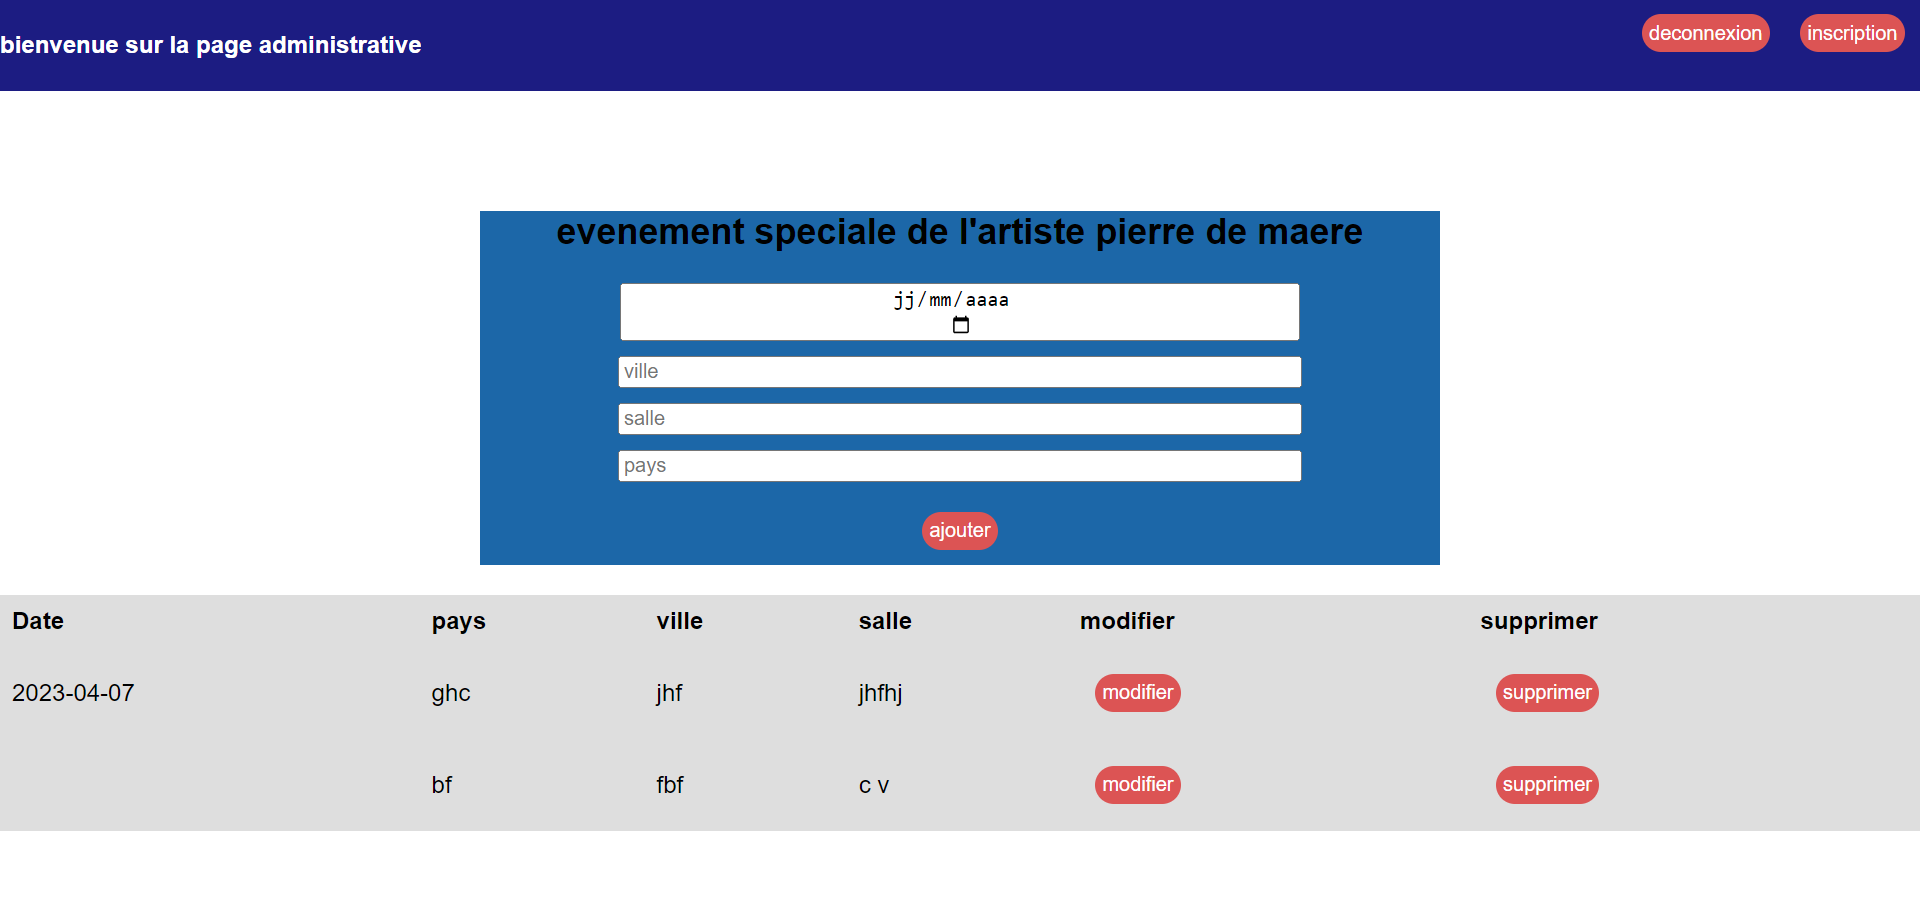 bienvenue sur la page administrative
deconnexion
inscription
evenement speciale de l'artiste pierre de maere
jj/mm/aaaa
ville
salle
pays
ajouter
Date pays ville salle modifier supprimer
2023-04-07 ghc jhf jhfhj modifier supprimer
bf fbf c v modifier supprimer